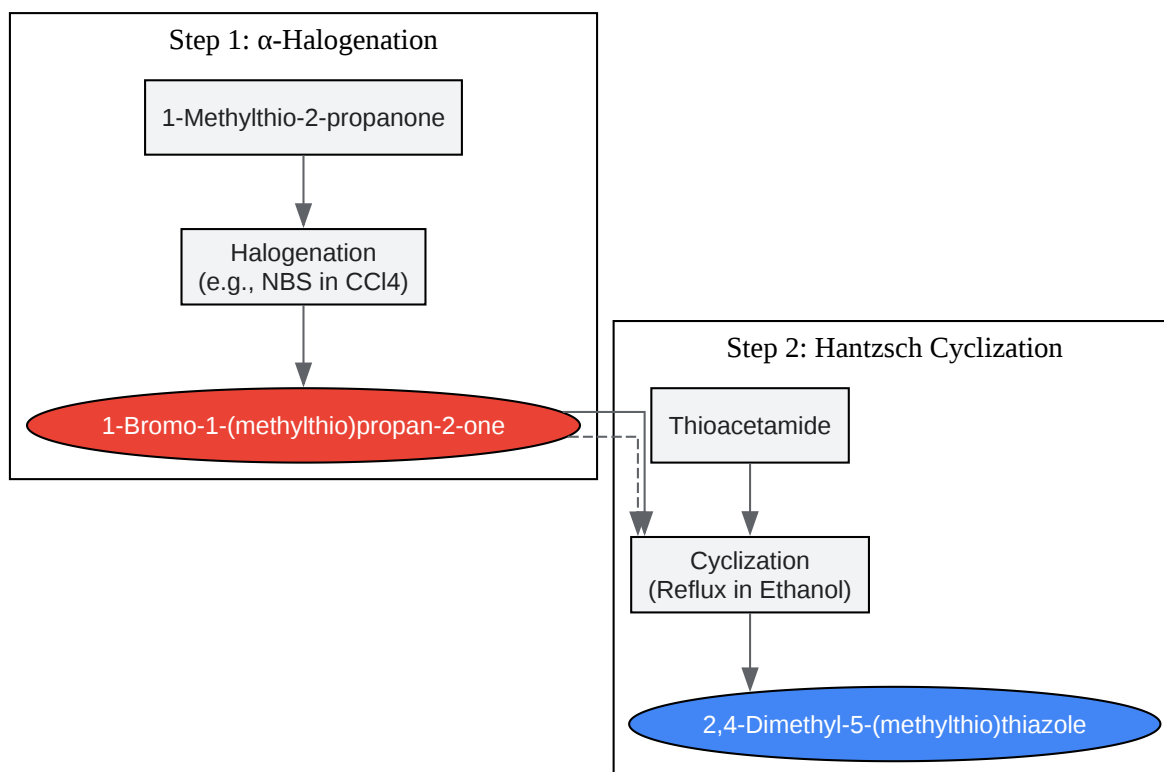 Step 1: α-Halogenation
1-Methylthio-2-propanone
Halogenation
(e.g., NBS in CCl4)
1-Bromo-1-(methylthio)propan-2-one
Step 2: Hantzsch Cyclization
Thioacetamide
Cyclization
(Reflux in Ethanol)
2,4-Dimethyl-5-(methylthio)thiazole